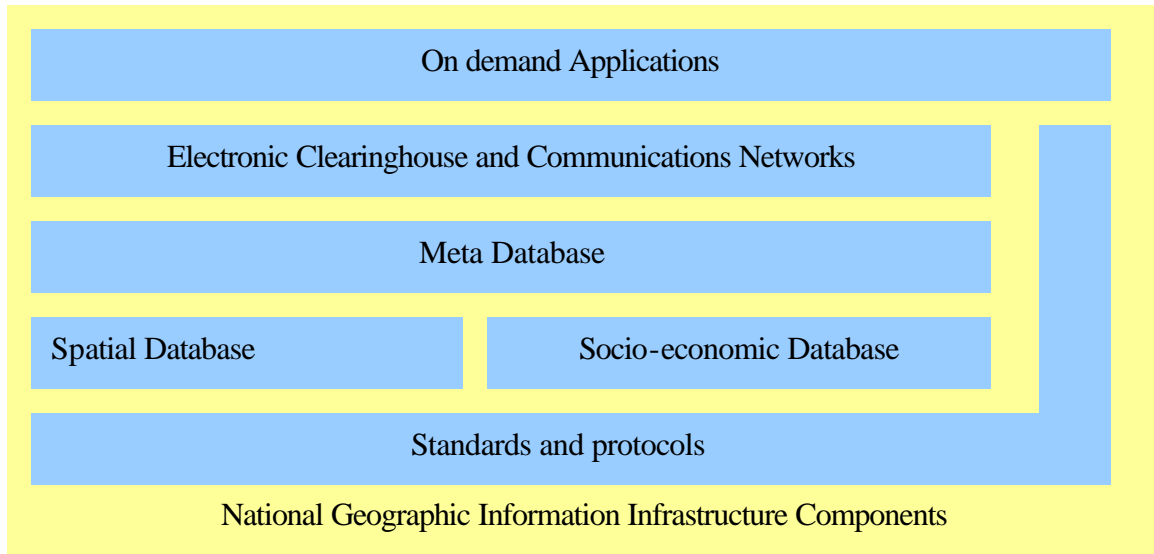 On demand Applications
Electronic Clearinghouse and Communications Networks
Meta Database
Spatial Database
Socio-economic Database
Standards and protocols
National Geographic Information Infrastructure Components